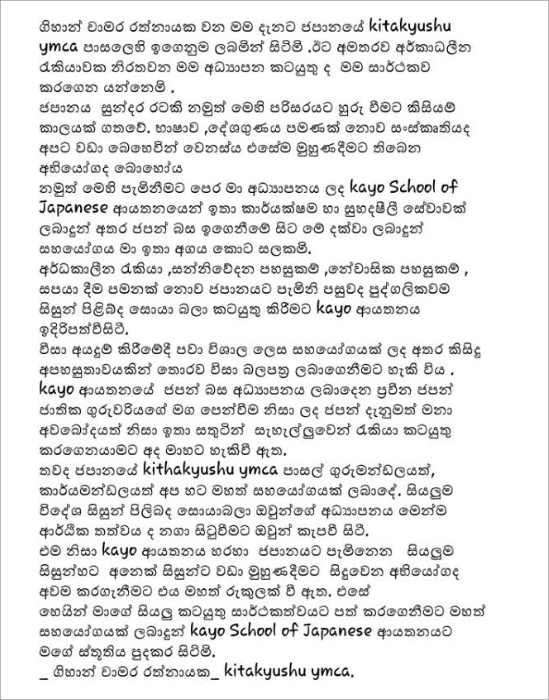 ගිහාන් චාමර රත්නායක වන මම දැනට ජපානයේ kitakyushu
ymca පාසලෙහි ඉගෙනුම ලබමින් සිටිමි .ඊට අමතරව අර්කාධලීන
රැකියාවක නිරතවන මම අධ්‍යාපන කටයුතු ද  මම සාර්ථකව
කරගෙන යන්නෙමි .
ජපානය  සුන්දර රටකි නමුත් මෙහි පරිසරයට හුරු වීමට කිසියම්
කාලයක් ගතවේ. භාෂාව ,දේශගුණය පමණක් නොව සංස්කෘතියද
අපට වඩා බෙහෙවින් වෙනස්ය එසේම මුහුණදීමට තිබෙන
අභියෝගද බොහෝය
නමුත් මෙහි පැමිනීමට පෙර මා අධ්‍යාපනය ලද kayo School of
Japanese ආයතනයෙන් ඉතා කාර්යක්ෂම හා සුහදෂීලී සේවාවක්
ලබාදුන් අතර ජපන් බස ඉගෙනීමේ සිට මේ දක්වා ලබාදුන්
සහයෝගය මා ඉතා අගය කොට සලකමි.
අර්ධකාලීන රැකියා ,සන්නිවේදන පහසුකම් ,නේවාසික පහසුකම් ,
සපයා දීම පමනක් නොව ජපානයට පැමිනි පසුවද පුද්ගලිකවම
සිසුන් පිළිබ්ද සොයා බලා කටයුතු කිරීමට kayo ආයතනය
ඉදිරිපත්වීසිටී.
වීසා අයදුම් කිරීමේදී පවා විශාල ලෙස සහයෝගයක් ලද අතර කිසිදු
අපහසුතාවයකින් තොරව විසා බලපත්‍ර ලබාගෙනීමට හැකි විය .
kayo ආයතනයේ  ජපන් බස අධ්‍යාපනය ලබාදෙන ප්‍රවීන ජපන්
ජාතික ගුරුවරියගේ මග පෙන්වීම නිසා ලද ජපන් දැනුමත් මනා
අවබෝදයත් නිසා ඉතා සතුටින්  සැහැල්ලුවෙන් රැකියා කටයුතු
කරගෙනයාමට අද මාහට හැකිවී ඇත.
තවද ජපානයේ kithakyushu ymca පාසල් ගුරුමන්ඩලයත්,
කාර්යමන්ඩලයත් අප හට මහත් සහයෝගයක් ලබාදේ. සියලුම
විදේශ සිසුන් පිලිබද සොයාබලා ඔවුන්ගේ අධ්‍යාපනය මෙන්ම
ආර්ථික තත්වය ද නගා සිටුවීමට ඔවුන් කැපවී සිටී.
එම නිසා kayo ආයතනය හරහා  ජපානයට පැමිනෙන   සියලුම
සිසුන්හට  අනෙක් සිසුන්ට වඩා මුහුණදීමට  සිදුවෙන අභියෝගද
අවම කරගැනීමට එය මහත් රුකුලක් වී ඇත. එසේ
හෙයින් මාගේ සියලු කටයුතු සාර්ථකත්වයට පත් කරගෙනීමට මහත්
සහයෝගයක් ලබාදුන් kayo School of Japanese ආයතනයට
මගේ ස්තූතිය පුදකර සිටිමි.
_ ගිහාන් චාමර රත්නායක_ kitakyushu ymca.